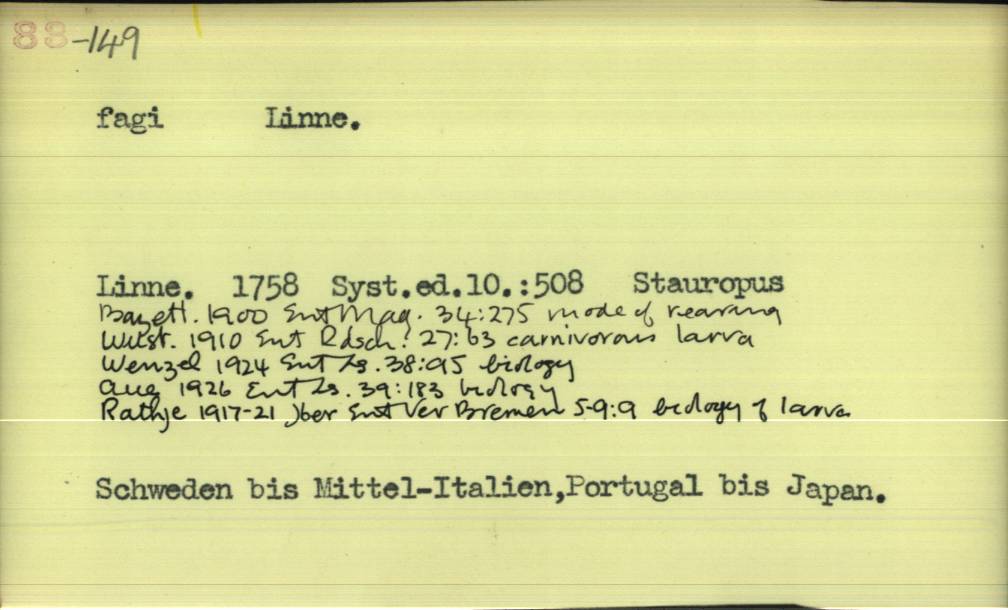 88-149
fagi Linne.
Linne. 1758 Syst.ed.10.:508 Stauropus
Bazett. 1900 Ent Mag. 34:275 mode of rearing
Wüst. 1910 Ent Rdsch. 27:63 carnivorous larva
Wenzel 1924 Ent Zs. 38:95 biology
Aue 1926 Ent Zs. 39:183 biology
Rathje 1917-21 Jber Ent Ver Bremen 5-9:9 biology of larva
Schweden bis Mittel-Italien,Portugal bis Japan.